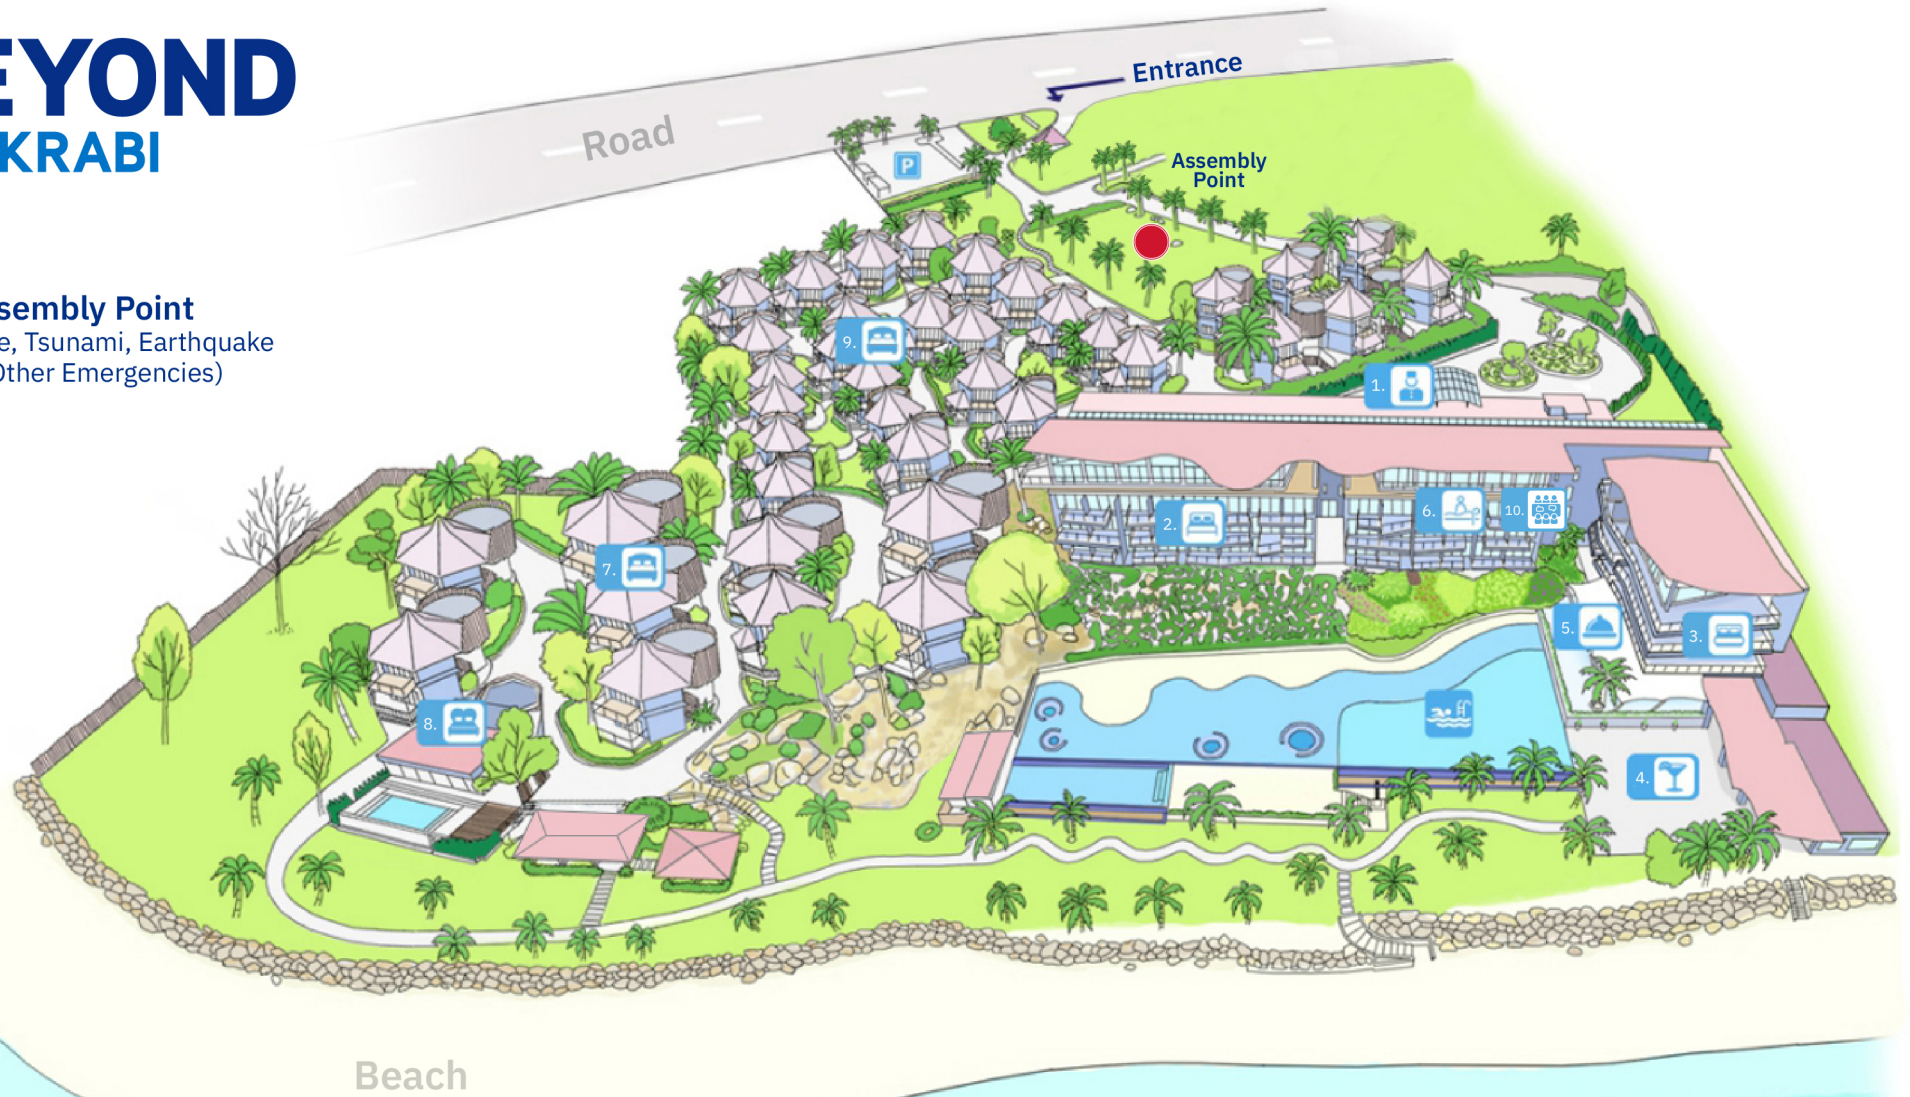 EYOND
KRABI
Entrance
Road
P
Assembly
Point
sembly Point
e, Tsunami, Earthquake
Other Emergencies)
9.
1.
2.
6.
10.
7.
5.
3.
8.
4.
Beach